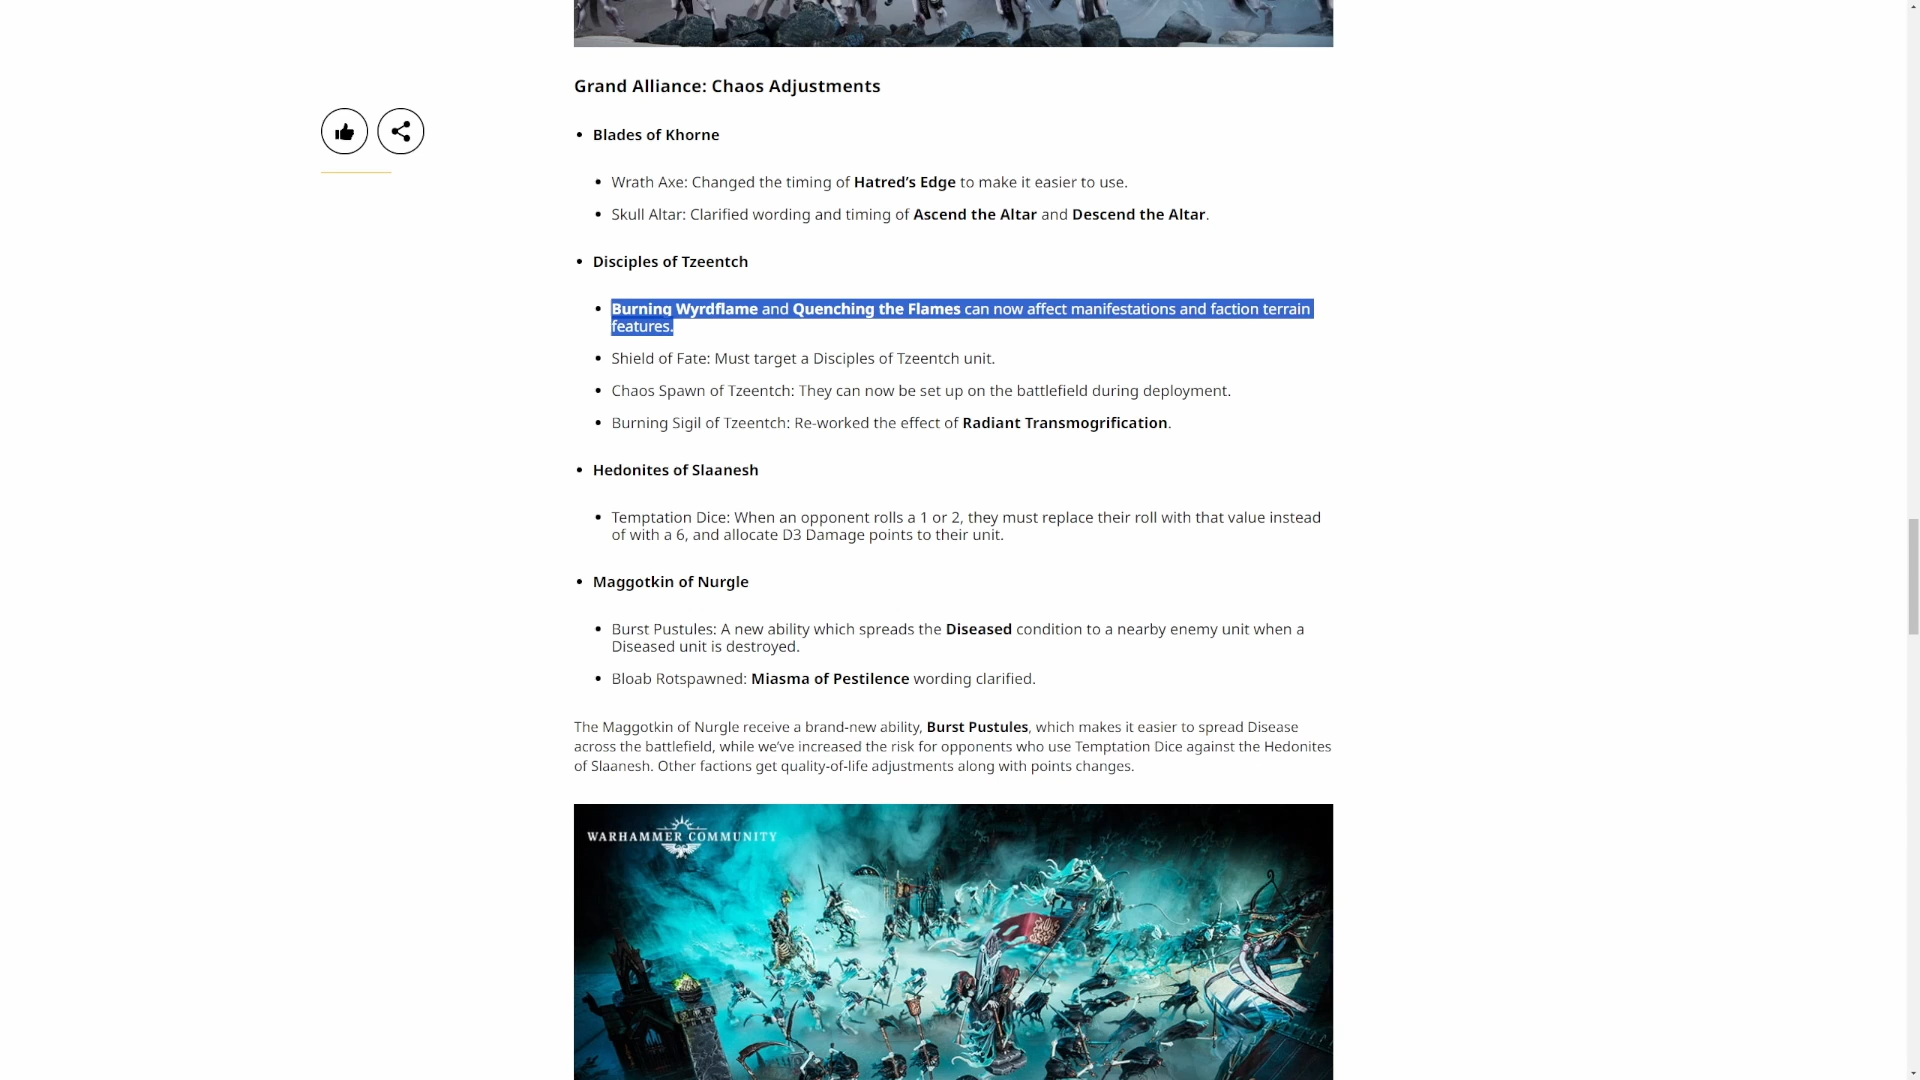 Grand Alliance: Chaos Adjustments
Blades of Khorne
Wrath Axe: Changed the timing of Hatred’s Edge to make it easier to use.
Skull Altar: Clarified wording and timing of Ascend the Altar and Descend the Altar.
Disciples of Tzeentch
Burning Wyrdflame and Quenching the Flames can now affect manifestations and faction terrain
features.
Shield of Fate: Must target a Disciples of Tzeentch unit.
Chaos Spawn of Tzeentch: They can now be set up on the battlefield during deployment.
Burning Sigil of Tzeentch: Re-worked the effect of Radiant Transmogrification.
Hedonites of Slaanesh
Temptation Dice: When an opponent rolls a 1 or 2, they must replace their roll with that value instead
of with a 6, and allocate D3 Damage points to their unit.
Maggotkin of Nurgle
Burst Pustules: A new ability which spreads the Diseased condition to a nearby enemy unit when a
Diseased unit is destroyed.
Bloab Rotspawned: Miasma of Pestilence wording clarified.
The Maggotkin of Nurgle receive a brand-new ability, Burst Pustules, which makes it easier to spread Disease
across the battlefield, while we’ve increased the risk for opponents who use Temptation Dice against the Hedonites
of Slaanesh. Other factions get quality-of-life adjustments along with points changes.
WARHAMMER COMMUNITY